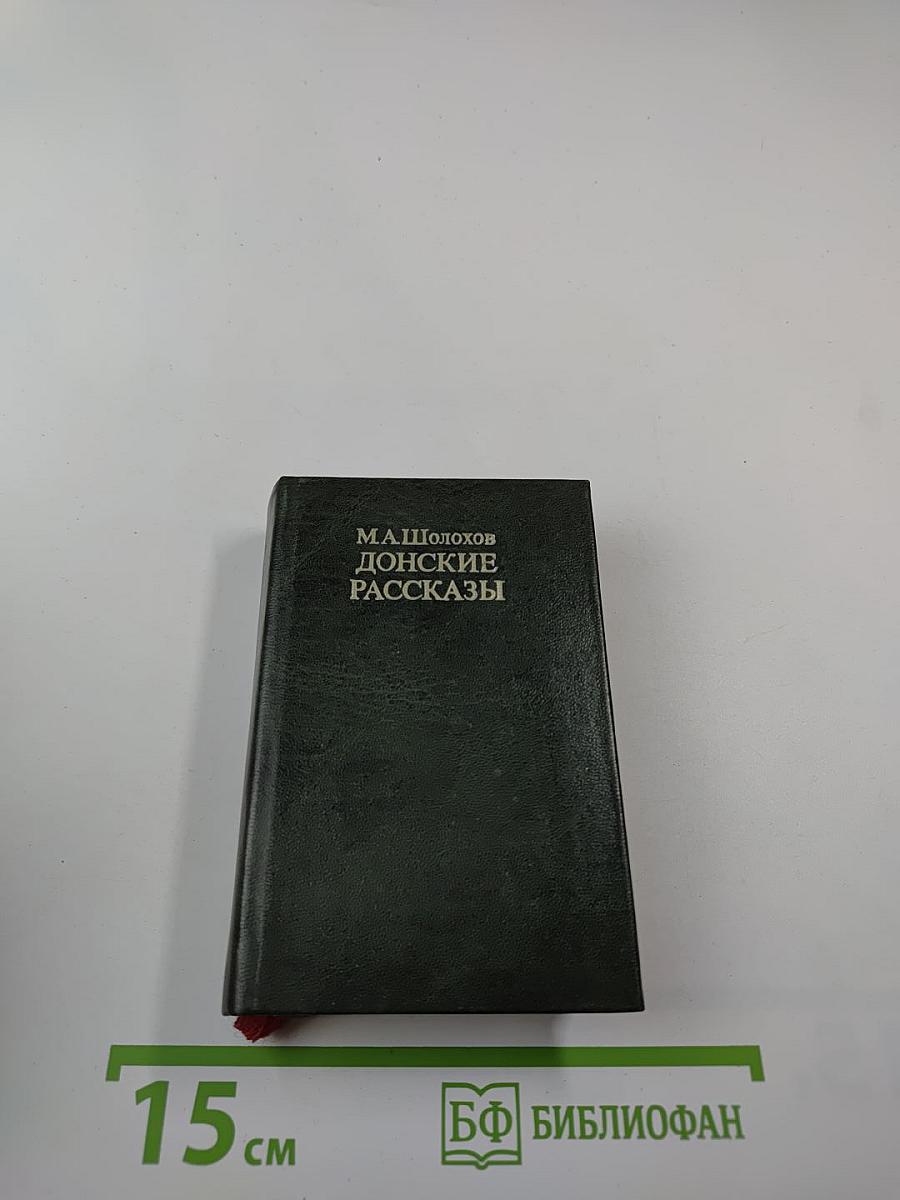 М.А.Шолохов
ДОНСКИЕ
РАССКАЗЫ
15 см
БФ БИБЛИОФАН